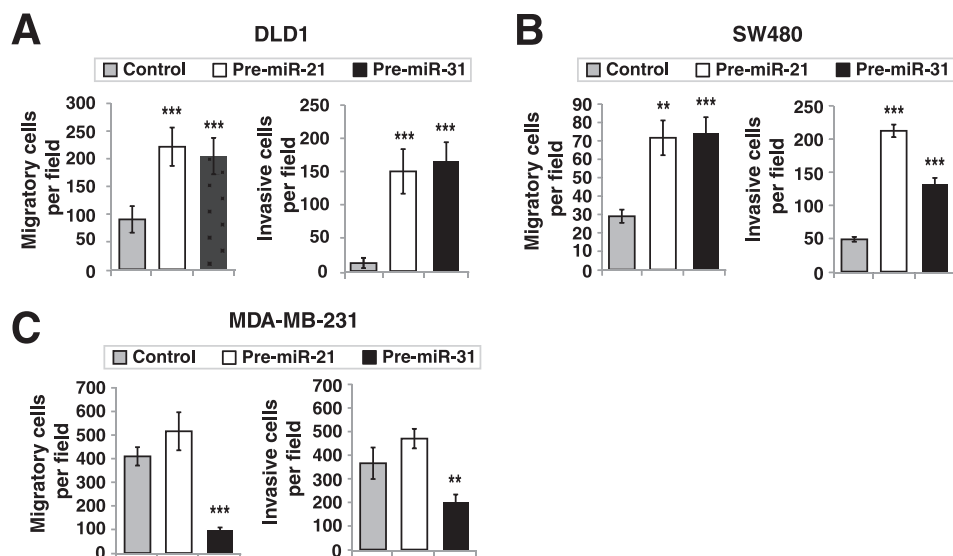 A
DLD1
Control Pre-miR-21 Pre-miR-31
Migratory cells
per field
300
250
200
150
100
50
0
***
***
Invasive cells
per field
250
200
150
100
50
0
***
***
B
SW480
Control Pre-miR-21 Pre-miR-31
Migratory cells
per field
90
80
70
60
50
40
30
20
10
0
**
***
Invasive cells
per field
250
200
150
100
50
0
***
***
C
MDA-MB-231
Control Pre-miR-21 Pre-miR-31
Migratory cells
per field
700
600
500
400
300
200
100
0
***
Invasive cells
per field
700
600
500
400
300
200
100
0
**